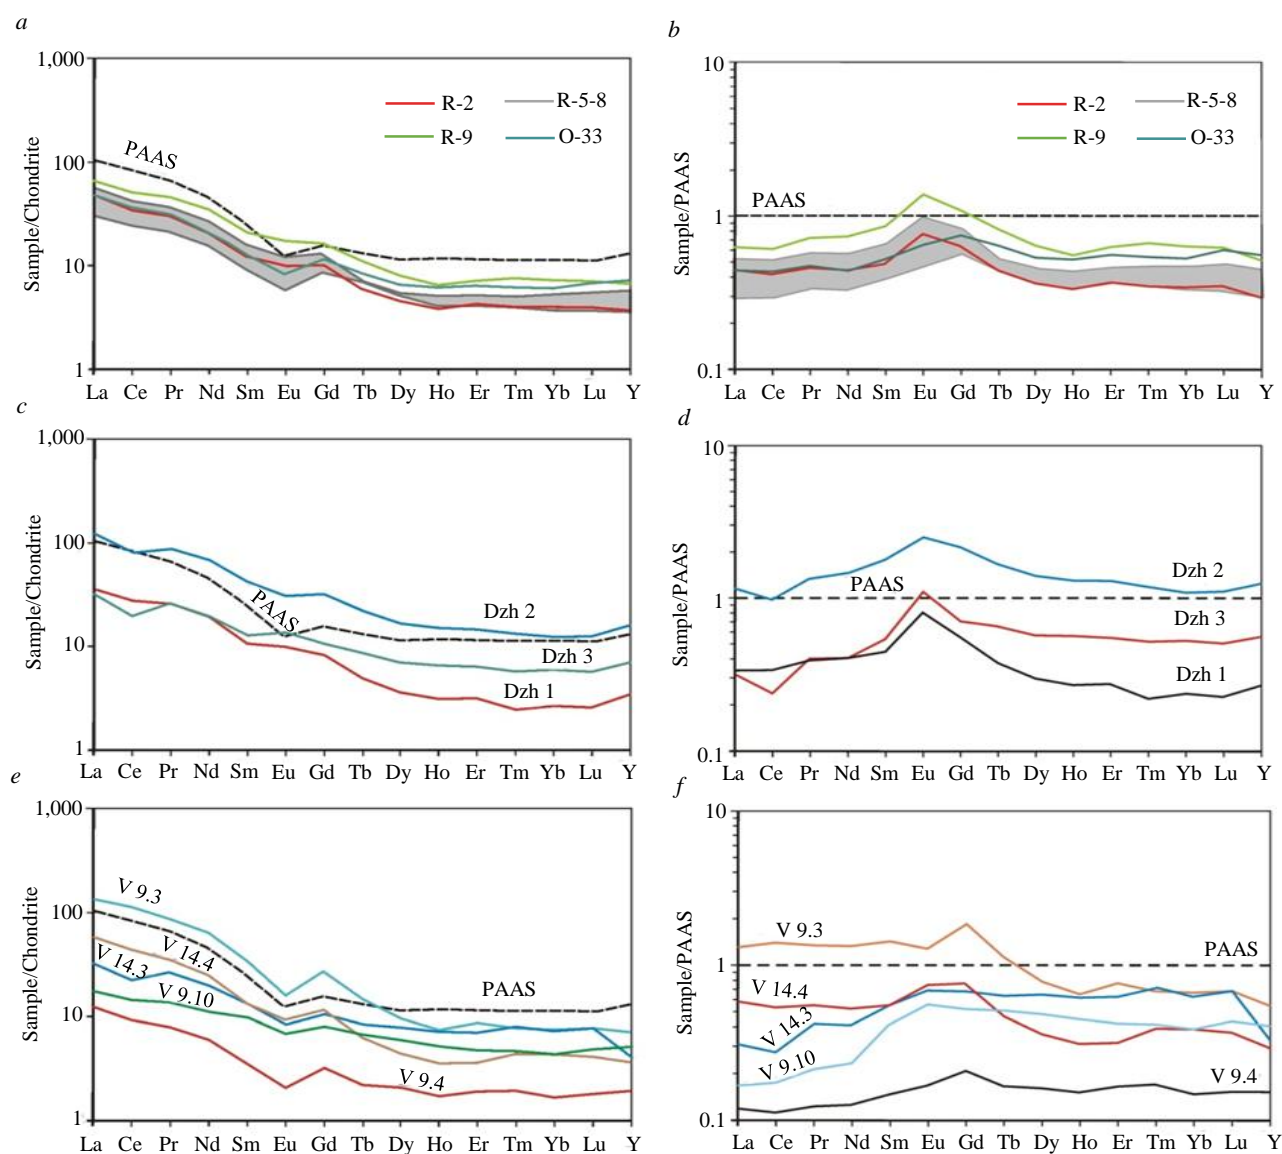 a
1,000
100
10
1
Sample/Chondrite
R-2
R-5-8
R-9
O-33
PAAS
La Ce Pr Nd Sm Eu Gd Tb Dy Ho Er Tm Yb Lu Y
b
10
1
0.1
Sample/PAAS
R-2
R-5-8
R-9
O-33
PAAS
La Ce Pr Nd Sm Eu Gd Tb Dy Ho Er Tm Yb Lu Y
c
1,000
100
10
1
Sample/Chondrite
PAAS
Dzh 2
Dzh 3
Dzh 1
La Ce Pr Nd Sm Eu Gd Tb Dy Ho Er Tm Yb Lu Y
d
10
1
0.1
Sample/PAAS
PAAS
Dzh 2
Dzh 3
Dzh 1
La Ce Pr Nd Sm Eu Gd Tb Dy Ho Er Tm Yb Lu Y
e
1,000
100
10
1
Sample/Chondrite
V 9.3
V 14.4
V 14.3
V 9.10
PAAS
V 9.4
La Ce Pr Nd Sm Eu Gd Tb Dy Ho Er Tm Yb Lu Y
f
10
1
0.1
Sample/PAAS
V 9.3
PAAS
V 14.4
V 14.3
V 9.10
V 9.4
La Ce Pr Nd Sm Eu Gd Tb Dy Ho Er Tm Yb Lu Y